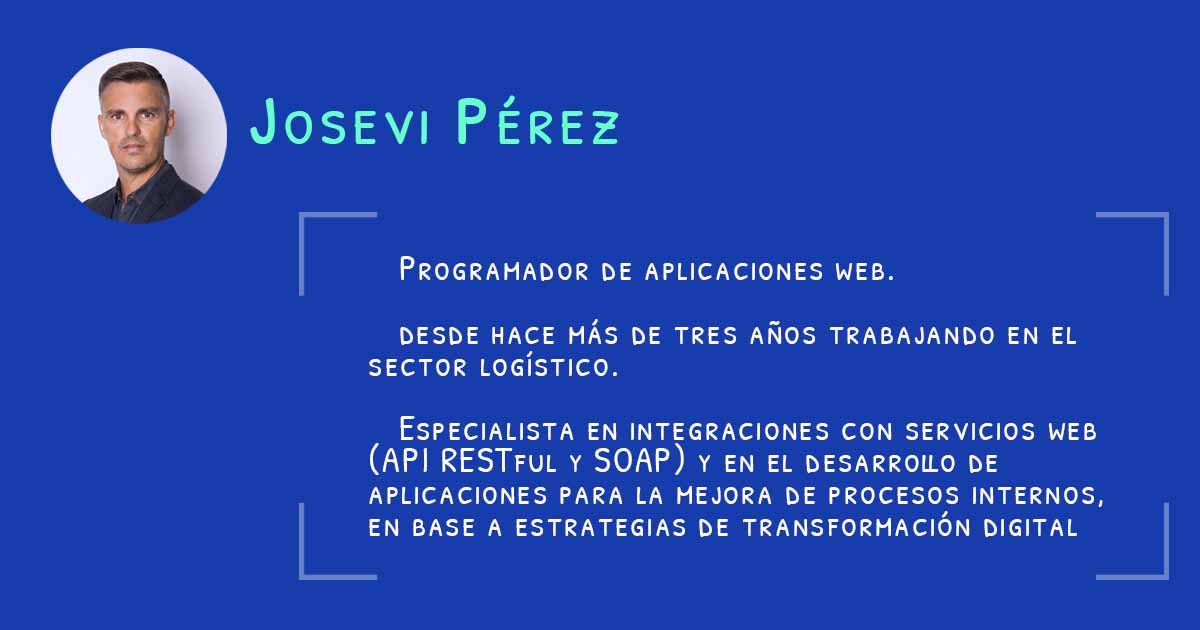 Josevi Pérez
Programador de aplicaciones web.
desde hace más de tres años trabajando en el
sector logístico.
Especialista en integraciones con servicios web
(API RESTful y SOAP) y en el desarrollo de
aplicaciones para la mejora de procesos internos,
en base a estrategias de transformación digital